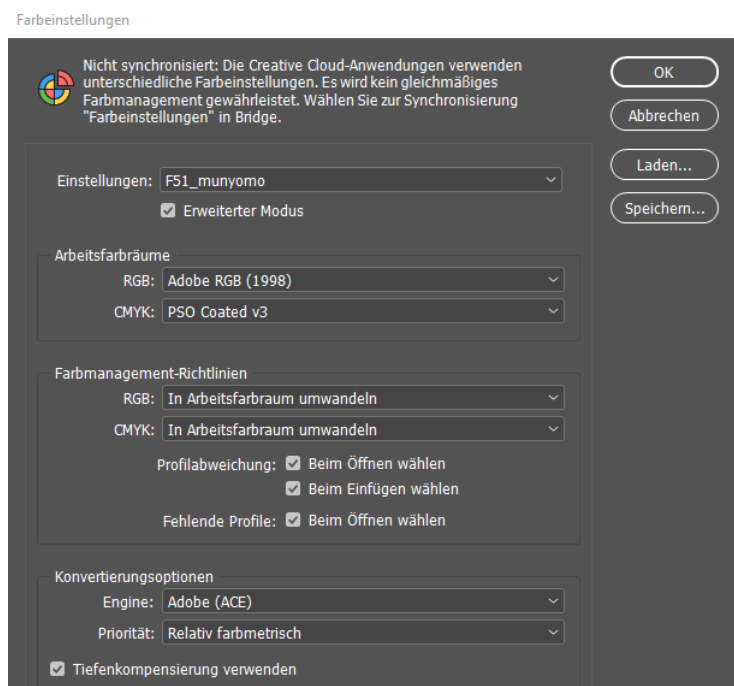 Farbeinstellungen
Nicht synchronisiert: Die Creative Cloud-Anwendungen verwenden
unterschiedliche Farbeinstellungen. Es wird kein gleichmäßiges
Farbmanagement gewährleistet. Wählen Sie zur Synchronisierung
"Farbeinstellungen" in Bridge.
OK
Abbrechen
Laden...
Speichern...
Einstellungen: F51_munyomo
Erweiterter Modus
Arbeitsfarbräume
RGB: Adobe RGB (1998)
CMYK: PSO Coated v3
Farbmanagement-Richtlinien
RGB: In Arbeitsfarbraum umwandeln
CMYK: In Arbeitsfarbraum umwandeln
Profilabweichung: Beim Öffnen wählen
Beim Einfügen wählen
Fehlende Profile: Beim Öffnen wählen
Konvertierungsoptionen
Engine: Adobe (ACE)
Priorität: Relativ farbmetrisch
Tiefenkompensierung verwenden